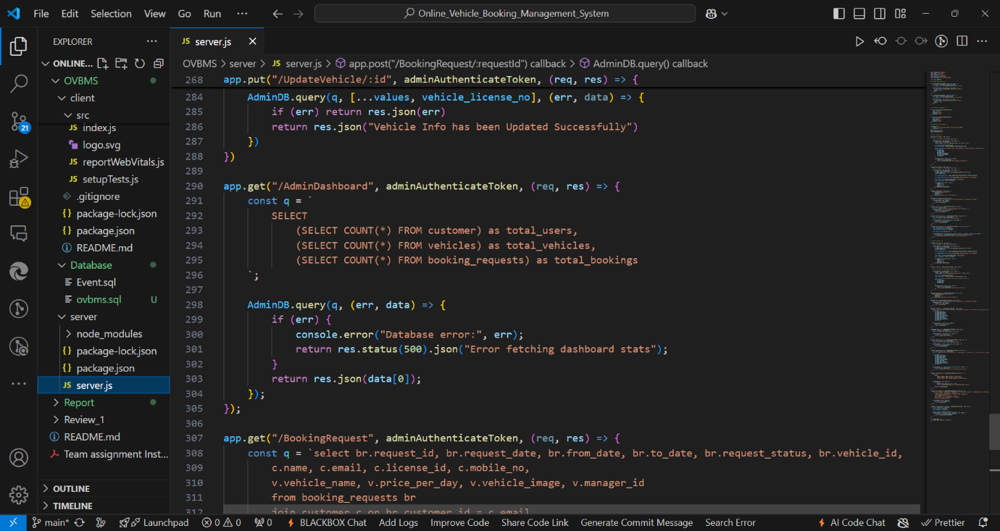 File Edit Selection View Go Run ··· Online_Vehicle_Booking_Management_System
EXPLORER ···
ONLINE...
OVBMS
client
src
index.js
logo.svg
reportWebVitals.js
setupTests.js
.gitignore
package-lock.json
package.json
README.md
Database
Event.sql
ovbms.sql U
server
node_modules
package-lock.json
package.json
server.js
Report
Review_1
README.md
Team assignment Inst...
OUTLINE
TIMELINE
21
JS server.js
OVBMS > server > JS server.js > app.post("/BookingRequest/:requestId") callback > AdminDB.query() callback
268 app.put("/UpdateVehicle/:id", adminAuthenticateToken, (req, res) => {
284 AdminDB.query(q, [...values, vehicle_license_no], (err, data) => {
285 if (err) return res.json(err)
286 return res.json("Vehicle Info has been Updated Successfully")
287 })
288 })
289
290 app.get("/AdminDashboard", adminAuthenticateToken, (req, res) => {
291 const q = `
292 SELECT
293 (SELECT COUNT(*) FROM customer) as total_users,
294 (SELECT COUNT(*) FROM vehicles) as total_vehicles,
295 (SELECT COUNT(*) FROM booking_requests) as total_bookings
296 `;
297
298 AdminDB.query(q, (err, data) => {
299 if (err) {
300 console.error("Database error:", err);
301 return res.status(500).json("Error fetching dashboard stats");
302 }
303 return res.json(data[0]);
304 });
305 });
306
307 app.get("/BookingRequest", adminAuthenticateToken, (req, res) => {
308 const q = `select br.request_id, br.request_date, br.from_date, br.to_date, br.request_status, br.vehicle_id,
309 c.name, c.email, c.license_id, c.mobile_no,
310 v.vehicle_name, v.price_per_day, v.vehicle_image, v.manager_id
311 from booking_requests br
312 join customer c on br.customer_id = c.email
main* Launchpad 0 0 0 BLACKBOX Chat Add Logs Improve Code Share Code Link Generate Commit Message Search Error AI Code Chat Prettier